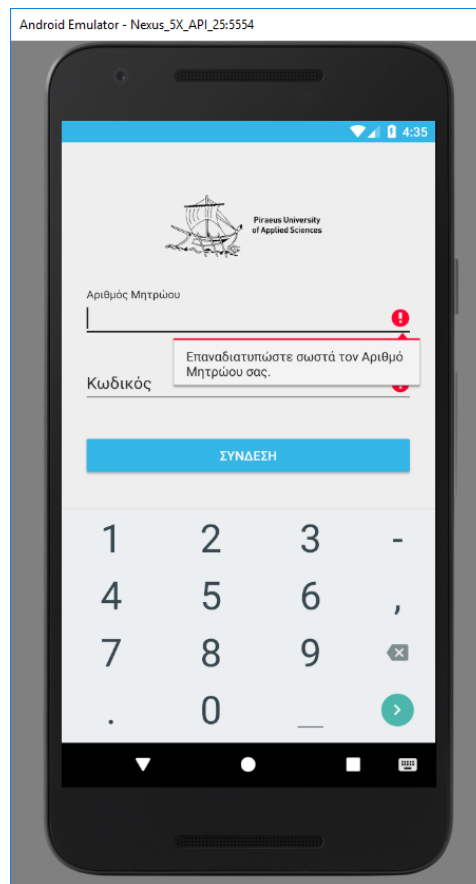 Android Emulator - Nexus_5X_API_25:5554
4:35
Piraeus University
of Applied Sciences
Αριθμός Μητρώου
Επαναδιατυπώστε σωστά τον Αριθμό
Μητρώου σας.
Κωδικός
ΣΥΝΔΕΣΗ
1 2 3 -
4 5 6 ,
7 8 9
. 0 _